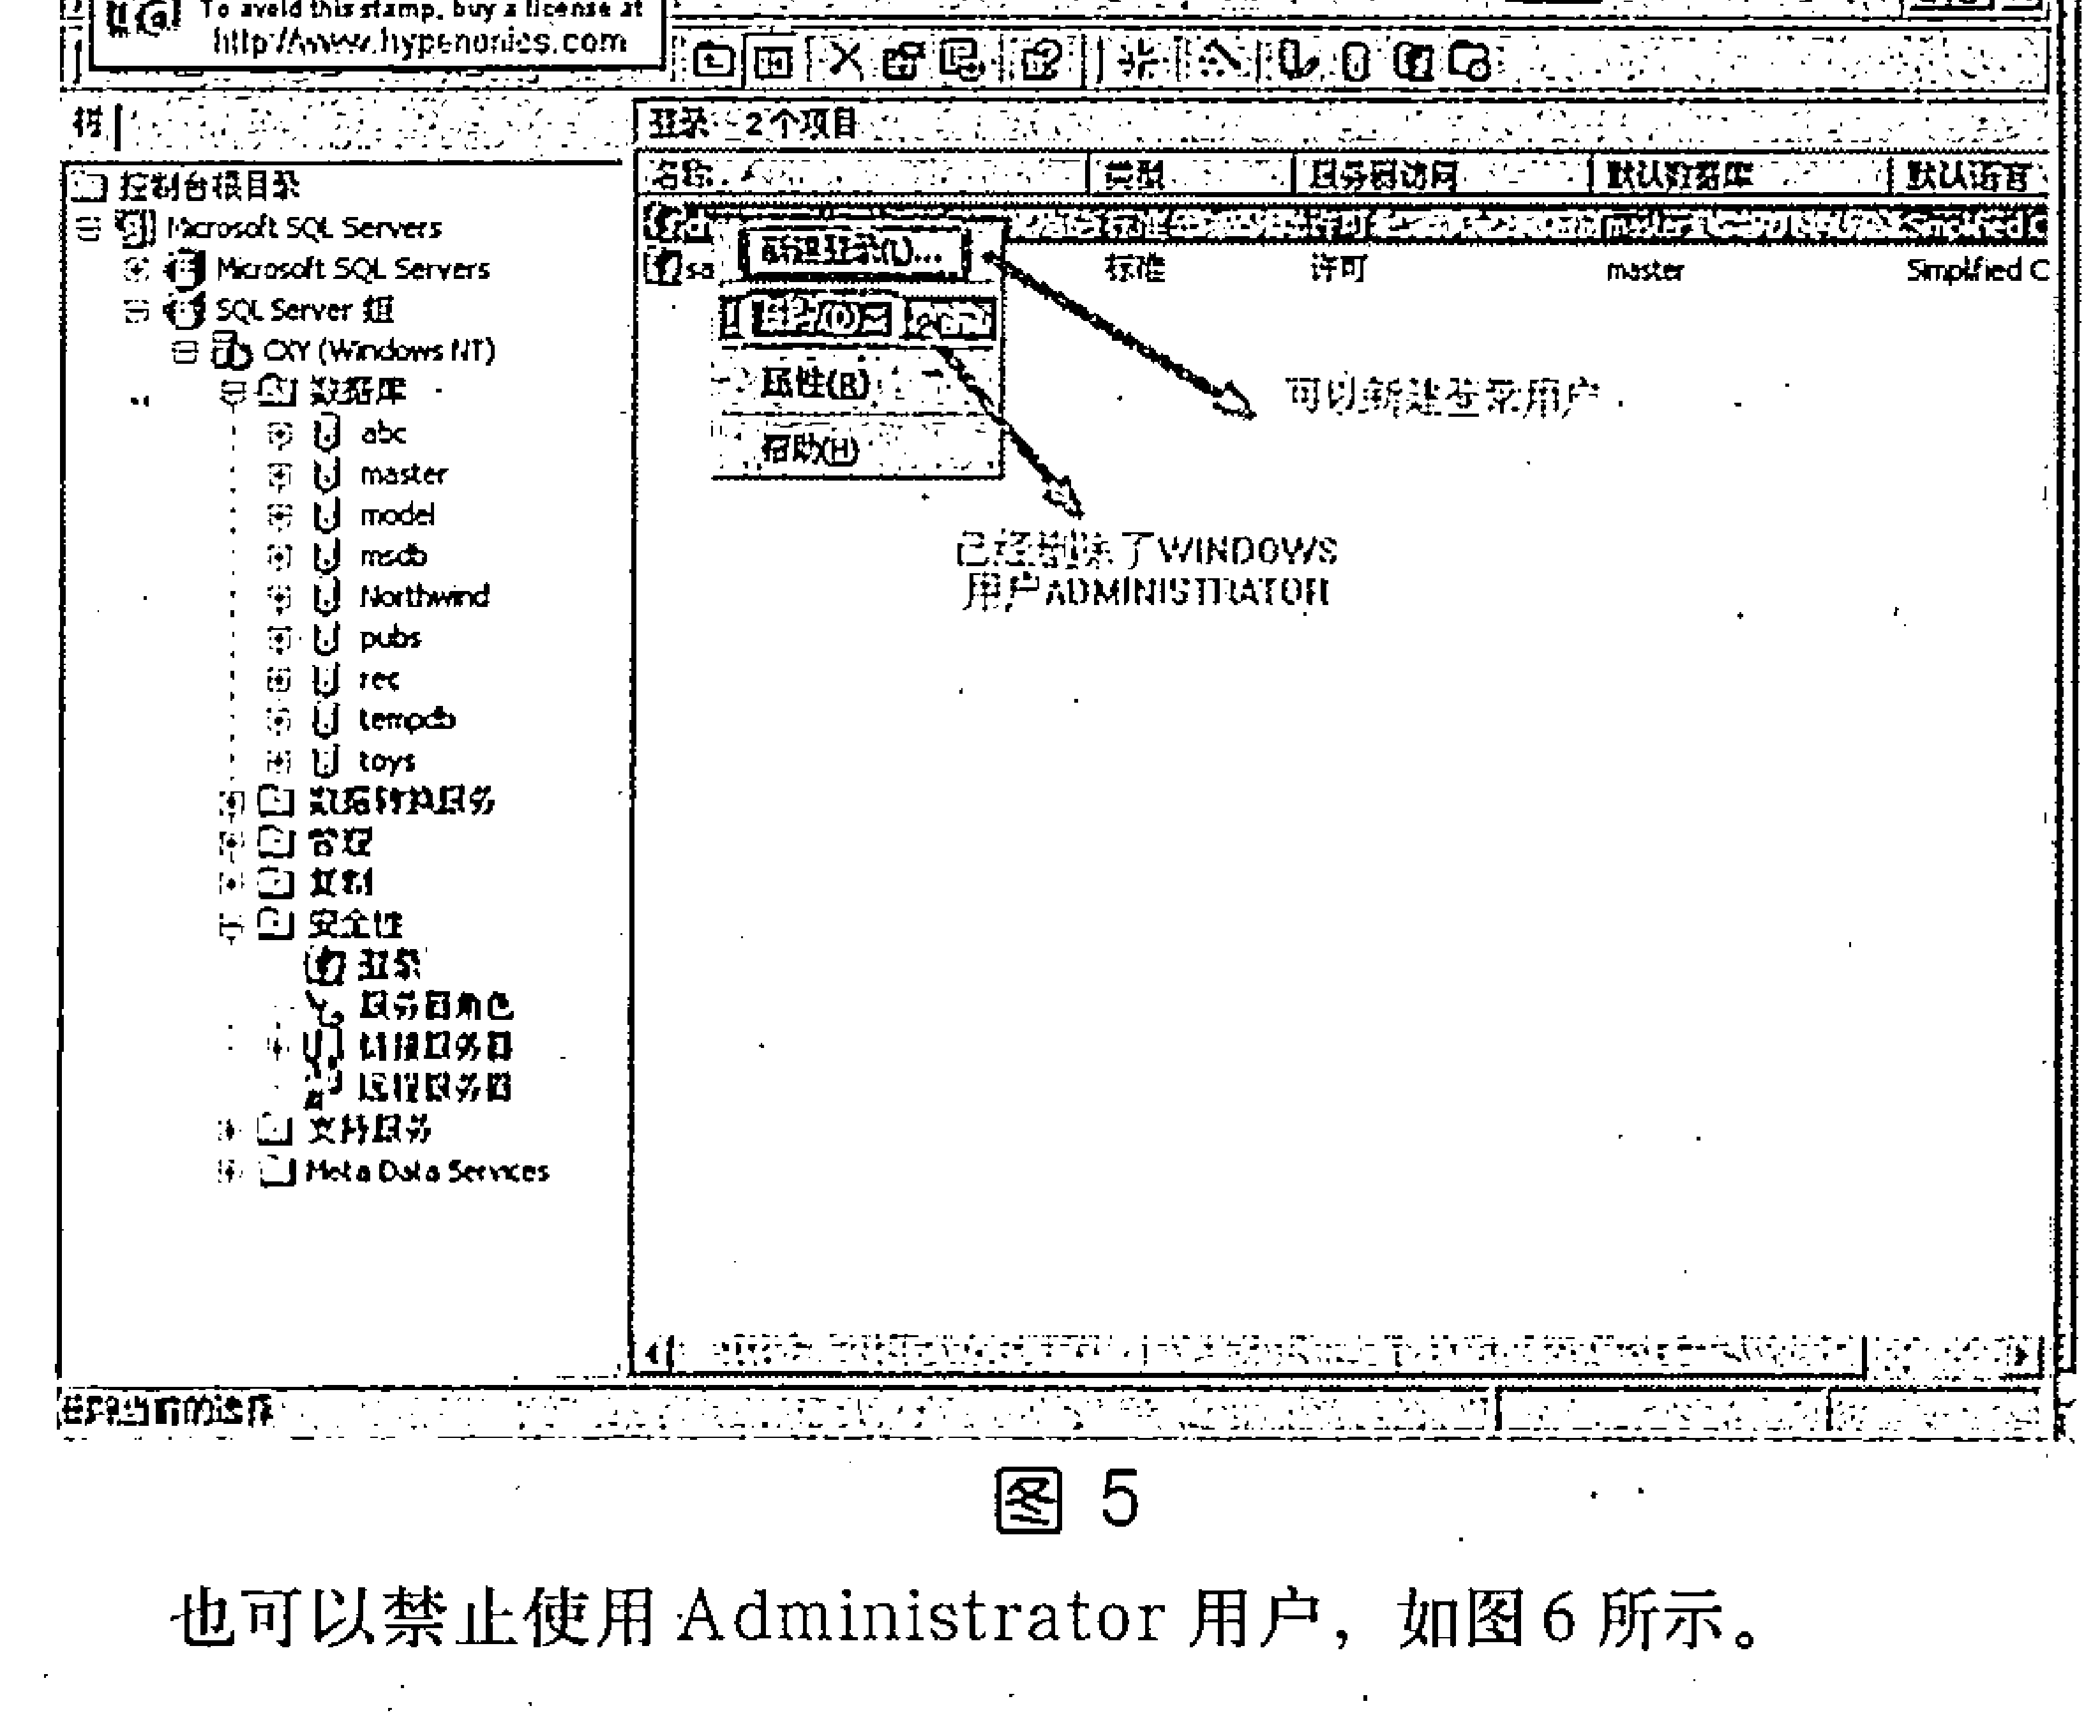 To avoid this stamp, buy a license at
http://www.hypenonics.com
树
登录 2个项目
名称 类型 服务器访问 默认数据库 默认语言
标准 许可 master Simplified C
sa 标准 许可 master Simplified C
新建登录(L)...
属性(R)
帮助(H)
可以新建登录用户
已经删除了WINDOWS
用户ADMINISTRATOR
控制台根目录
Microsoft SQL Servers
Microsoft SQL Servers
SQL Server 组
CXY (Windows NT)
数据库
abc
master
model
msdb
Northwind
pubs
rec
tempdb
toys
数据转换服务
管理
复制
安全性
登录
服务器角色
链接服务器
远程服务器
支持服务
Meta Data Services
图 5
也可以禁止使用 Administrator 用户，如图 6 所示。